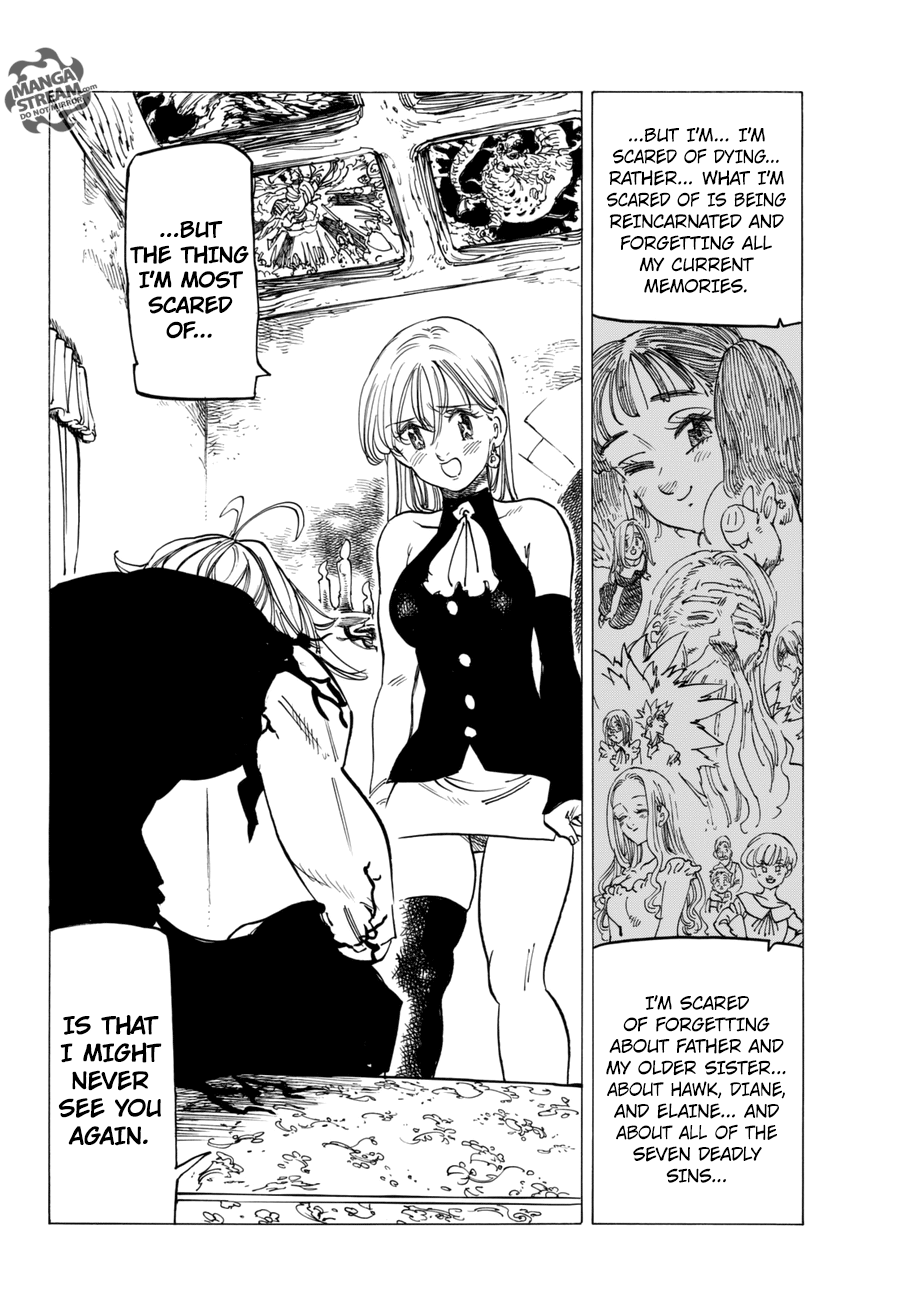 ...BUT I'M... I'M
SCARED OF DYING...
RATHER... WHAT I'M
SCARED OF IS BEING
REINCARNATED AND
FORGETTING ALL
MY CURRENT
MEMORIES.
I'M SCARED
OF FORGETTING
ABOUT FATHER AND
MY OLDER SISTER...
ABOUT HAWK, DIANE,
AND ELAINE... AND
ABOUT ALL OF THE
SEVEN DEADLY
SINS...
...BUT
THE THING
I'M MOST
SCARED
OF...
IS THAT
I MIGHT
NEVER
SEE YOU
AGAIN.
MANGA
STREAM.com
DO NOT MIRROR